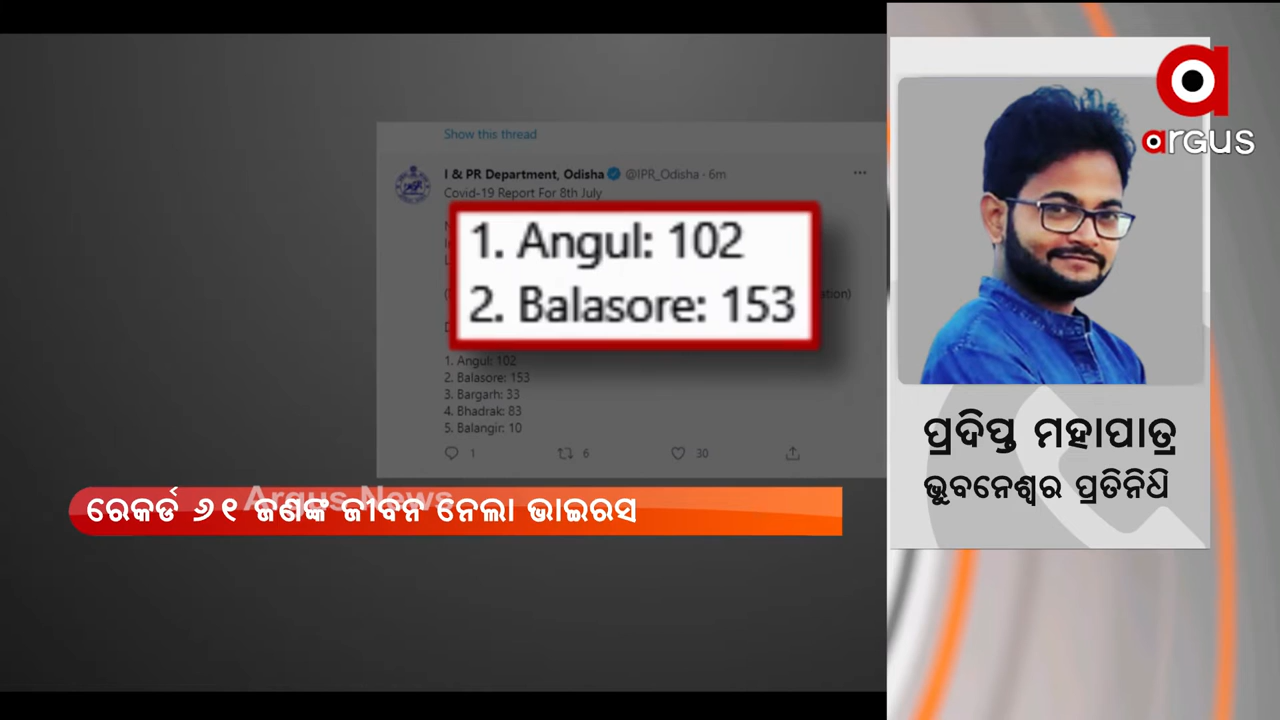 Show this thread
I & PR Department, Odisha @IPR_Odisha · 6m
Covid-19 Report For 8th July
1. Angul: 102
2. Balasore: 153
1. Angul: 102
2. Balasore: 153
3. Bargarh: 33
4. Bhadrak: 83
5. Balangir: 10
1 6 30
Argus News
ରେକର୍ଡ ୬୧ ଜଣଙ୍କ ଜୀବନ ନେଲା ଭାଇରସ
argus
ପ୍ରଦିପ୍ତ ମହାପାତ୍ର
ଭୁବନେଶ୍ୱର ପ୍ରତିନିଧି